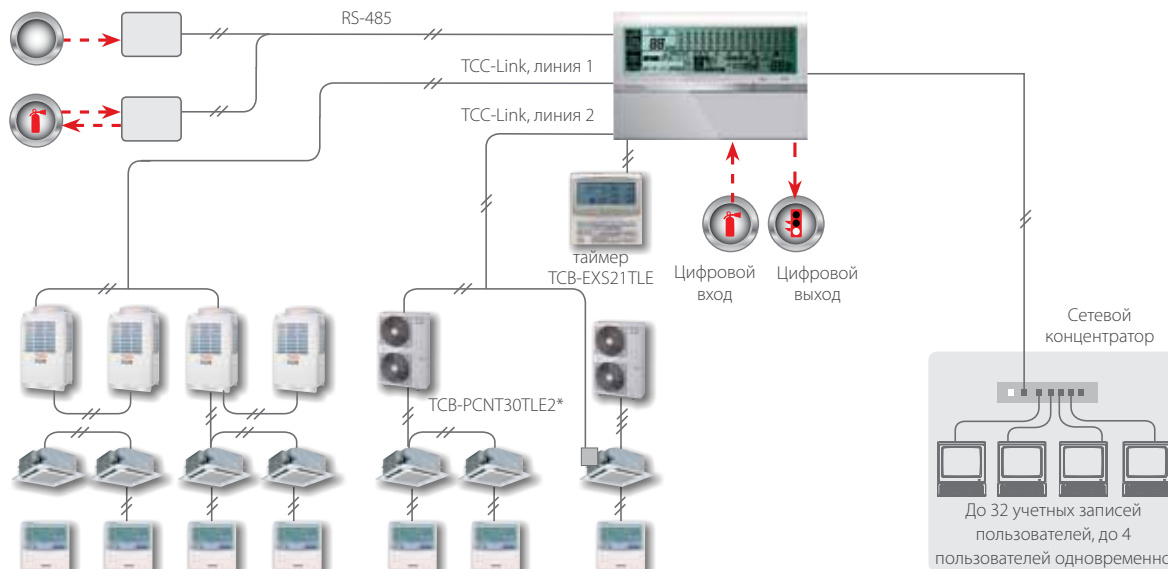 RS-485
TCC-Link, линия 1
TCC-Link, линия 2
таймер
TCB-EXS21TLE
Цифровой
вход
Цифровой
выход
Сетевой
концентратор
TCB-PCNT30TLE2*
До 32 учетных записей
пользователей, до 4
пользователей одновременно